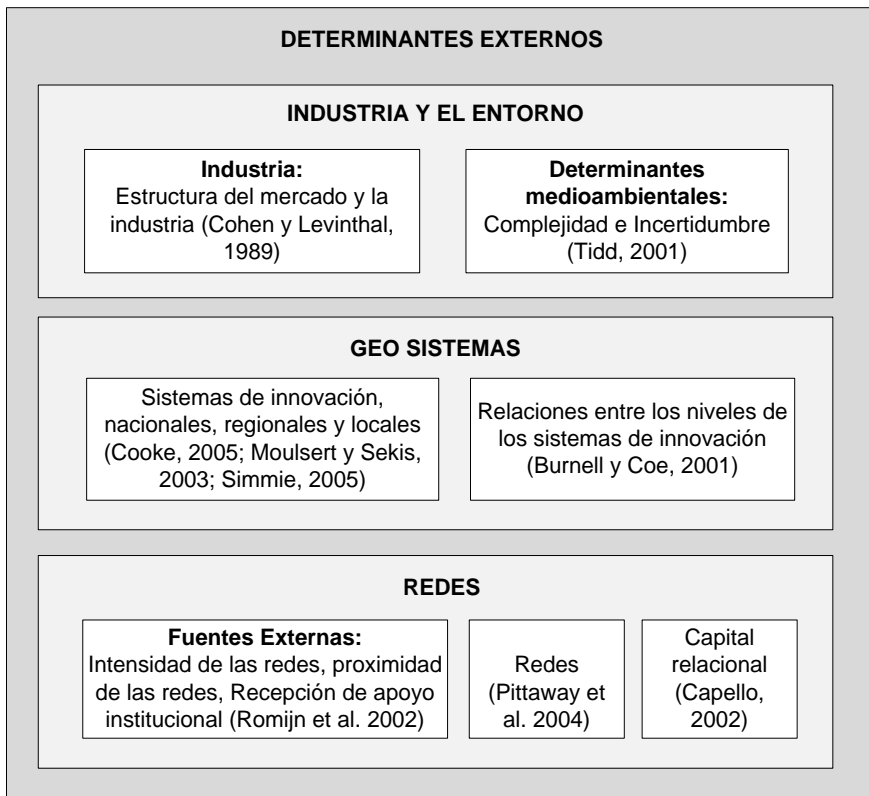 DETERMINANTES EXTERNOS
INDUSTRIA Y EL ENTORNO
Industria:
Estructura del mercado y la
industria (Cohen y Levinthal,
1989)
Determinantes
medioambientales:
Complejidad e Incertidumbre
(Tidd, 2001)
GEO SISTEMAS
Sistemas de innovación,
nacionales, regionales y locales
(Cooke, 2005; Moulsert y Sekis,
2003; Simmie, 2005)
Relaciones entre los niveles de
los sistemas de innovación
(Burnell y Coe, 2001)
REDES
Fuentes Externas:
Intensidad de las redes, proximidad
de las redes, Recepción de apoyo
institucional (Romijn et al. 2002)
Redes
(Pittaway et
al. 2004)
Capital
relacional
(Capello,
2002)